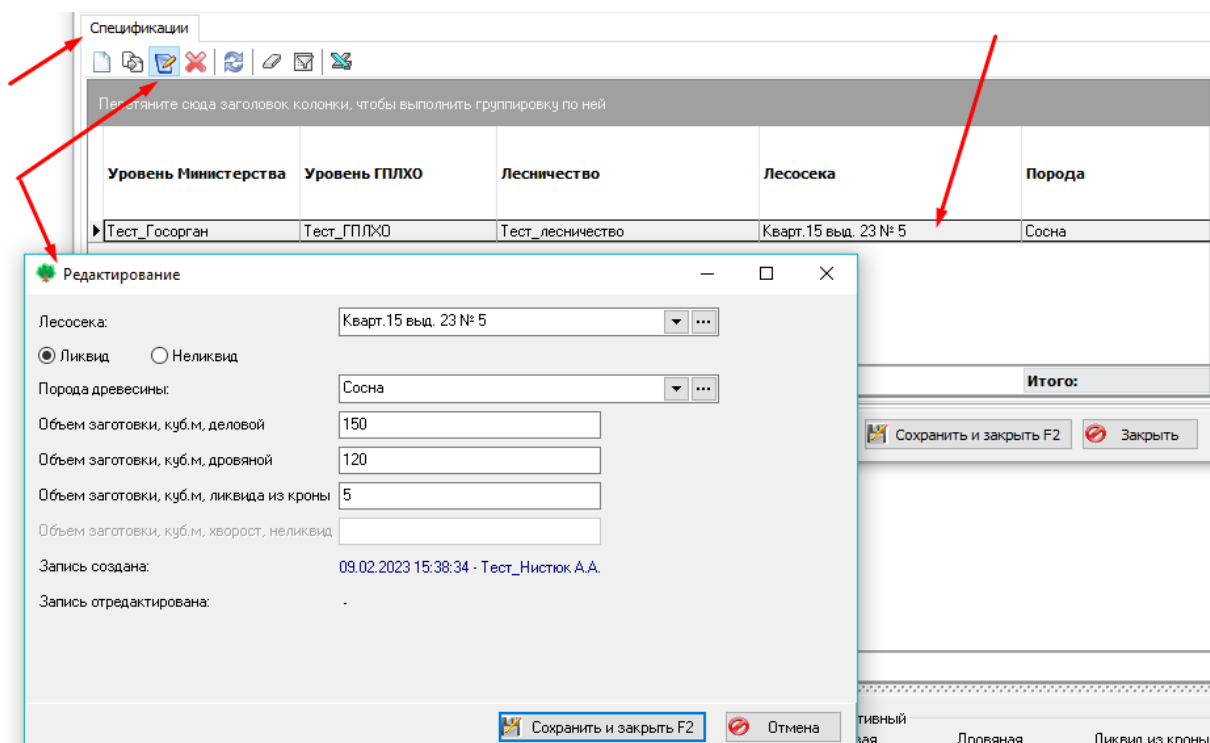 Спецификации
Перетяните сюда заголовок колонки, чтобы выполнить группировку по ней
Уровень Министерства Уровень ГПЛХО Лесничество Лесосека Порода
Тест_Госорган Тест_ГПЛХО Тест_лесничество Кварт.15 выд. 23 № 5 Сосна
Редактирование
Лесосека: Кварт.15 выд. 23 № 5
Ликвид Неликвид
Итого:
Порода древесины: Сосна
Объем заготовки, куб.м, деловой 150
Сохранить и закрыть F2 Закрыть
Объем заготовки, куб.м, дровяной 120
Объем заготовки, куб.м, ликвида из кроны 5
Объем заготовки, куб.м, хворост, неликвид
Запись создана: 09.02.2023 15:38:34 - Тест_Нистюк А.А.
Запись отредактирована: -
Сохранить и закрыть F2 Отмена
тивный
Дровяная Ликвид из кроны